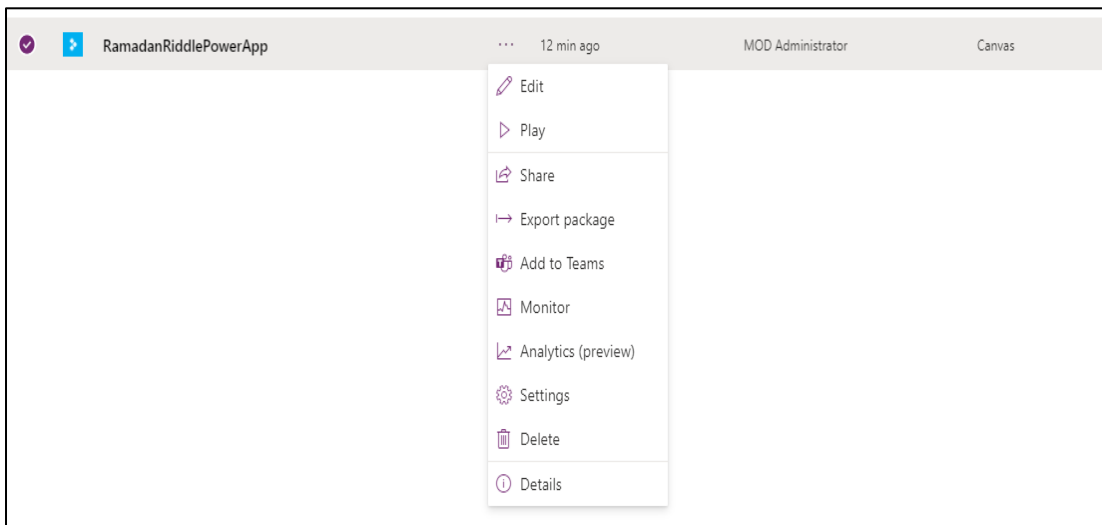 RamadanRiddlePowerApp ... 12 min ago MOD Administrator Canvas
Edit
Play
Share
Export package
Add to Teams
Monitor
Analytics (preview)
Settings
Delete
Details